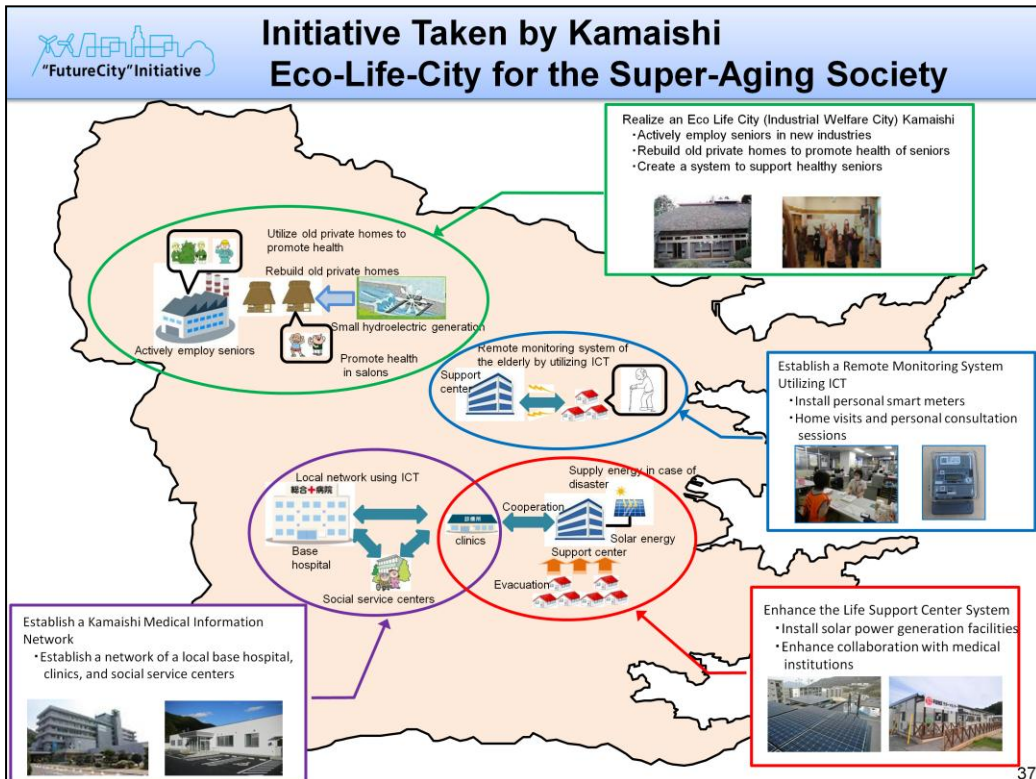 "FutureCity"Initiative
Initiative Taken by Kamaishi
Eco-Life-City for the Super-Aging Society
Realize an Eco Life City (Industrial Welfare City) Kamaishi
・Actively employ seniors in new industries
・Rebuild old private homes to promote health of seniors
・Create a system to support healthy seniors
Utilize old private homes to
promote health
Rebuild old private homes
Small hydroelectric generation
Actively employ seniors
Promote health
in salons
Remote monitoring system of
the elderly by utilizing ICT
Support
center
Establish a Remote Monitoring System
Utilizing ICT
・Install personal smart meters
・Home visits and personal consultation
sessions
Local network using ICT
総合病院
Base
hospital
Social service centers
診療所
clinics
Cooperation
Supply energy in case of
disaster
Solar energy
Support center
Evacuation
Establish a Kamaishi Medical Information
Network
・Establish a network of a local base hospital,
clinics, and social service centers
Enhance the Life Support Center System
・Install solar power generation facilities
・Enhance collaboration with medical
institutions
37